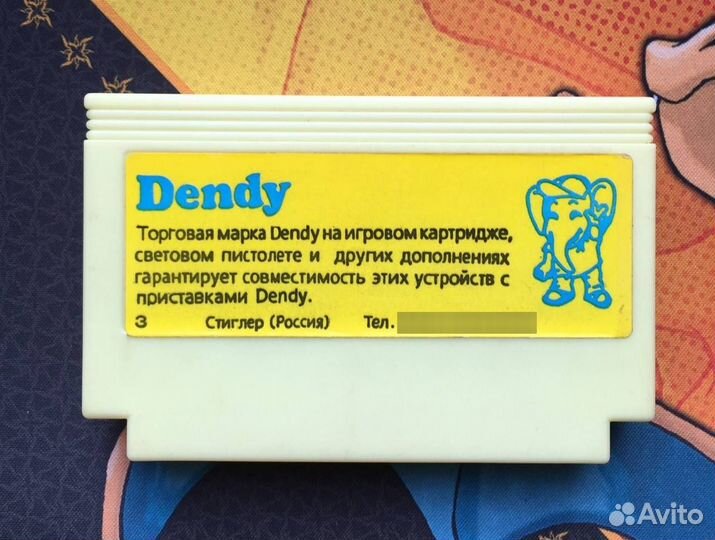 Dendy
Торговая марка Dendy на игровом картридже,
световом пистолете и других дополнениях
гарантирует совместимость этих устройств с
приставками Dendy.
3 Стиглер (Россия) Тел.
Avito